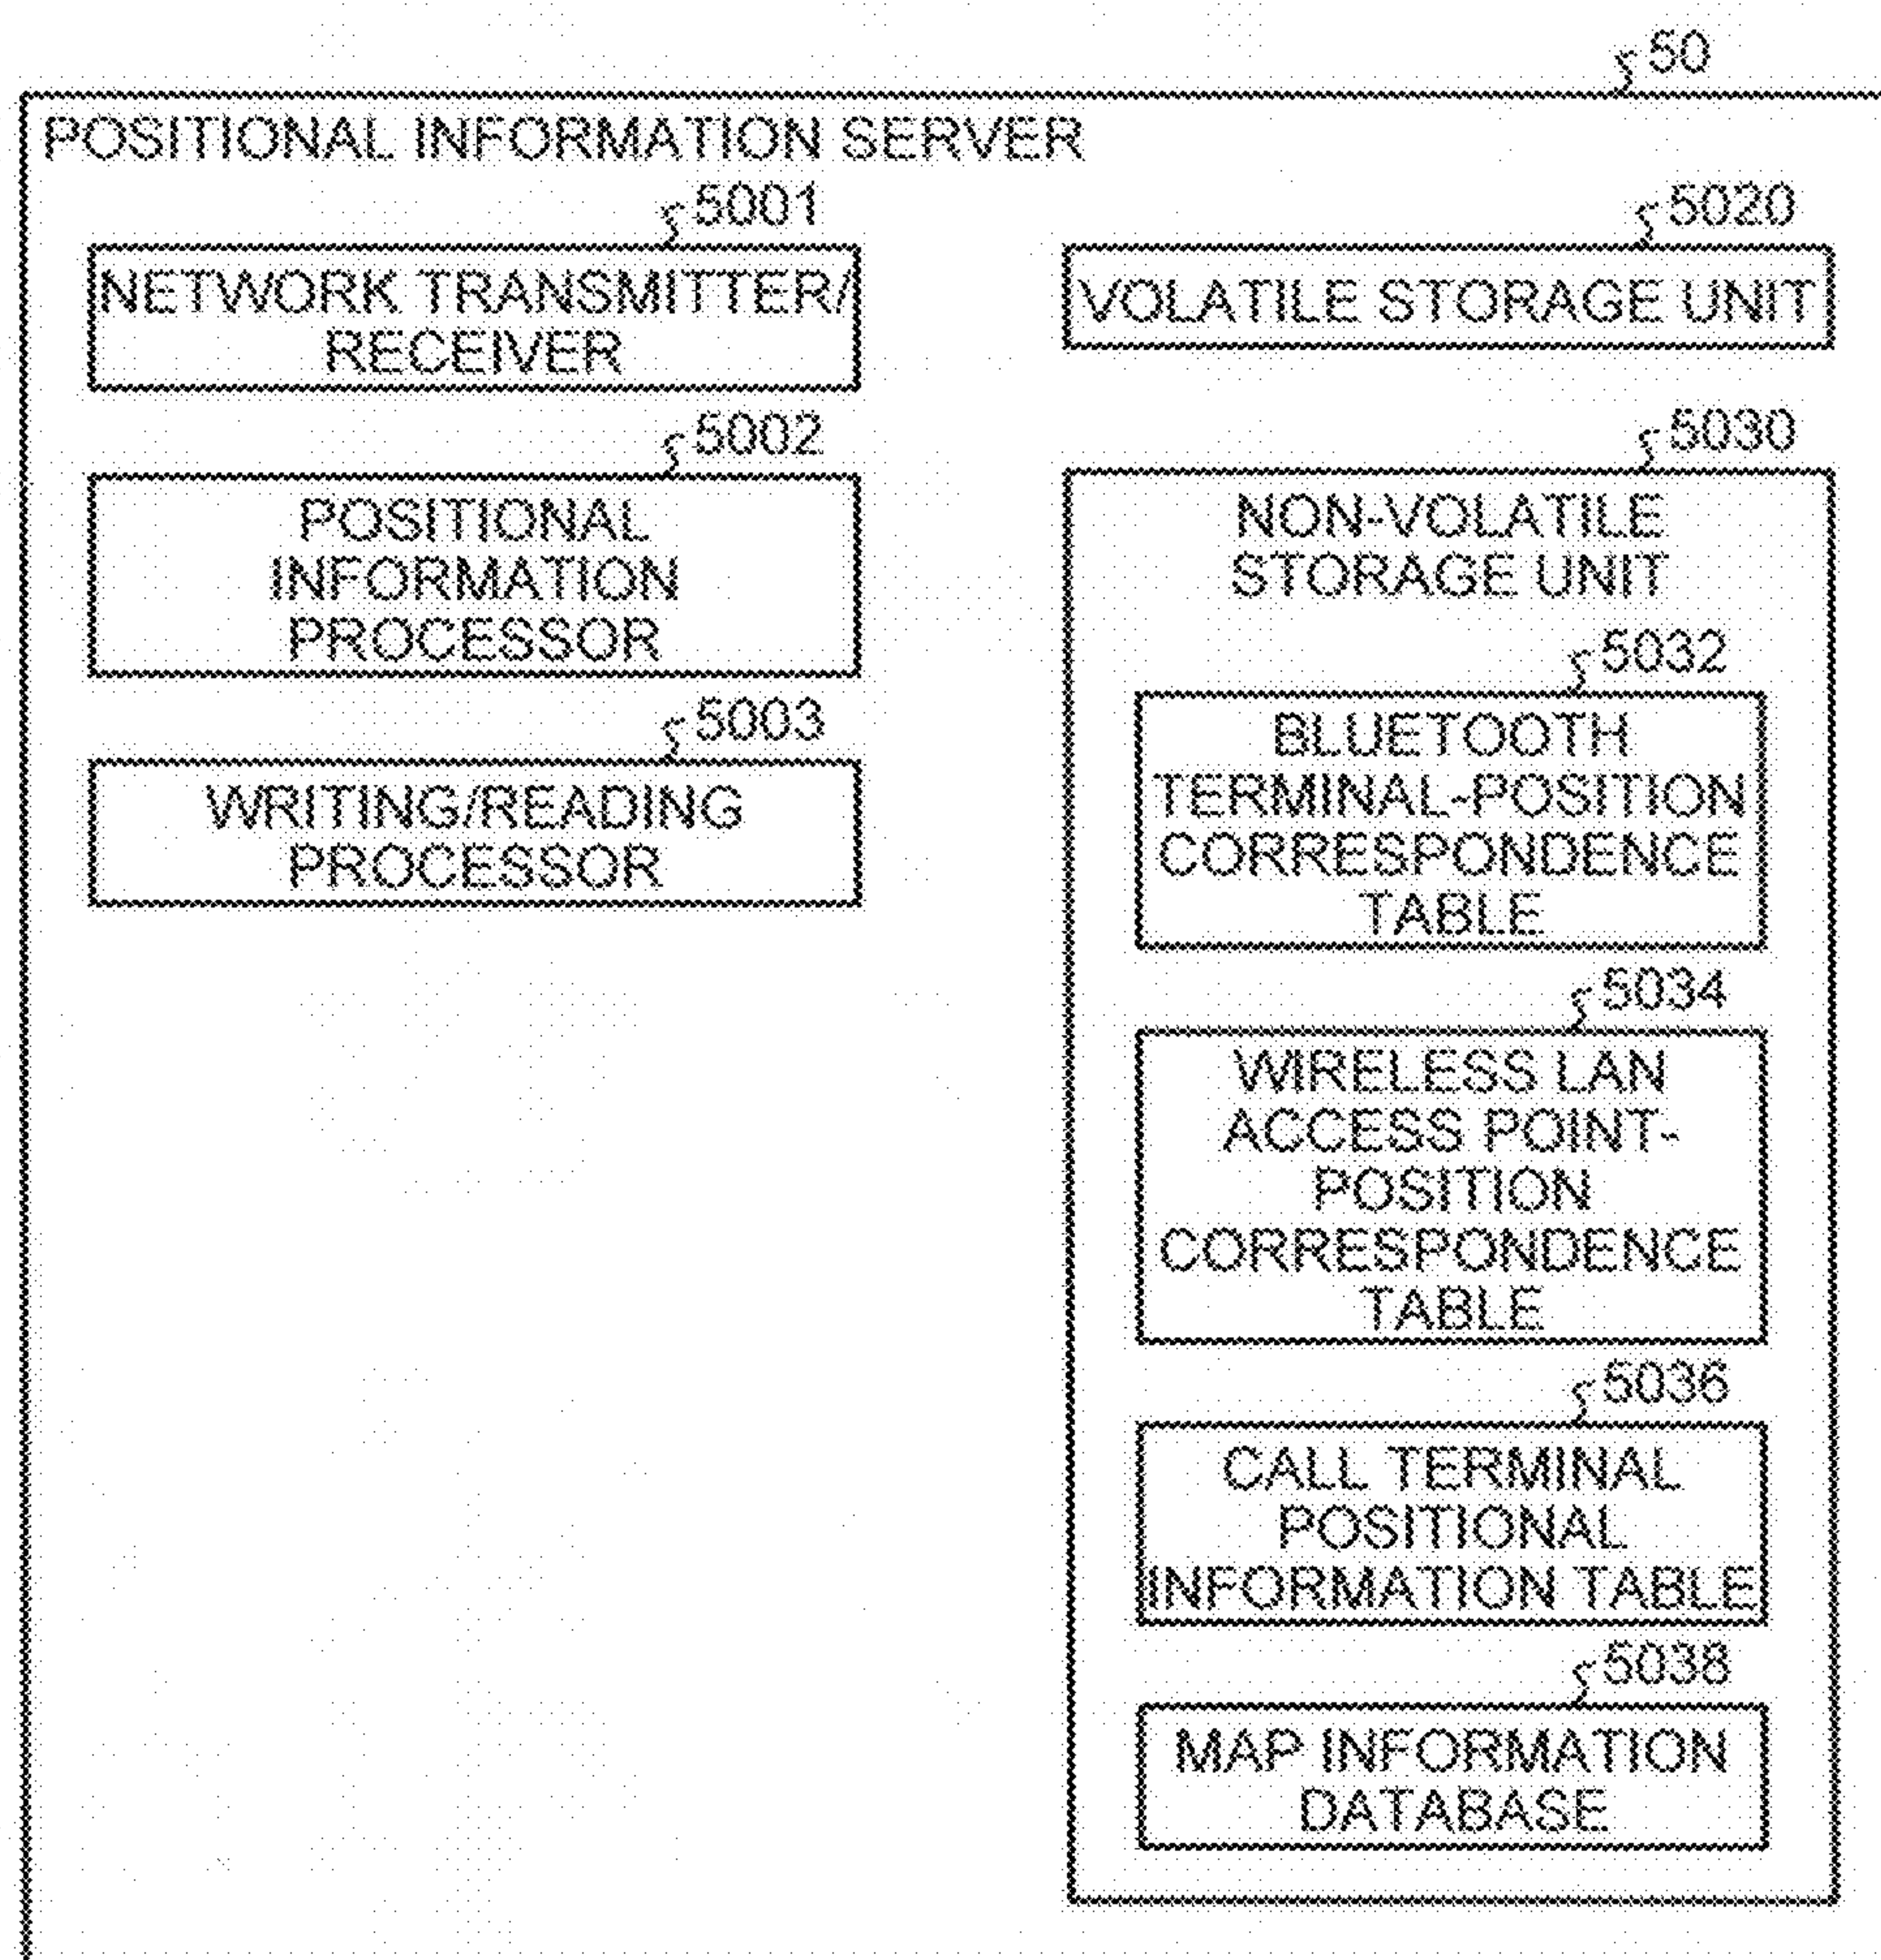 50
POSITIONAL INFORMATION SERVER
5001
NETWORK TRANSMITTER/
RECEIVER
5002
POSITIONAL
INFORMATION
PROCESSOR
5003
WRITING/READING
PROCESSOR
5020
VOLATILE STORAGE UNIT
5030
NON-VOLATILE
STORAGE UNIT
5032
BLUETOOTH
TERMINAL-POSITION
CORRESPONDENCE
TABLE
5034
WIRELESS LAN
ACCESS POINT-
POSITION
CORRESPONDENCE
TABLE
5036
CALL TERMINAL
POSITIONAL
INFORMATION TABLE
5038
MAP INFORMATION
DATABASE